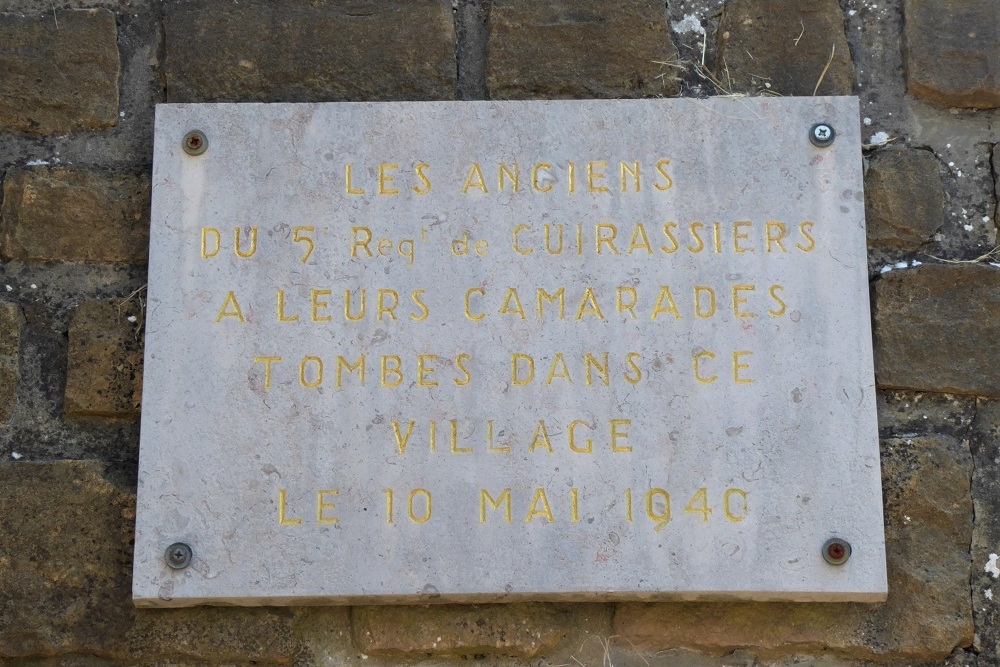 LES ANCIENS
DU 5e Regt de CUIRASSIERS
A LEURS CAMARADES
TOMBES DANS CE
VILLAGE
LE 10 MAI 1940